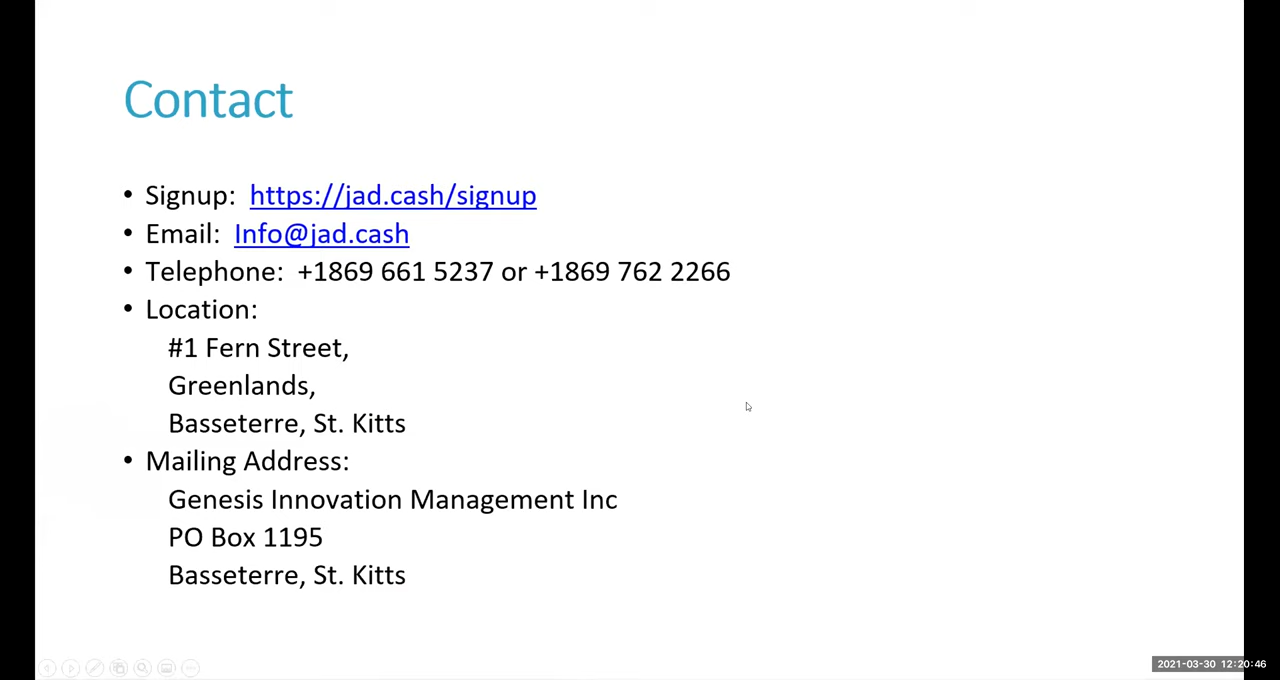 Contact
• Signup: https://jad.cash/signup
• Email: Info@jad.cash
• Telephone: +1869 661 5237 or +1869 762 2266
• Location:
#1 Fern Street,
Greenlands,
Basseterre, St. Kitts
• Mailing Address:
Genesis Innovation Management Inc
PO Box 1195
Basseterre, St. Kitts
2021-03-30 12:20:46